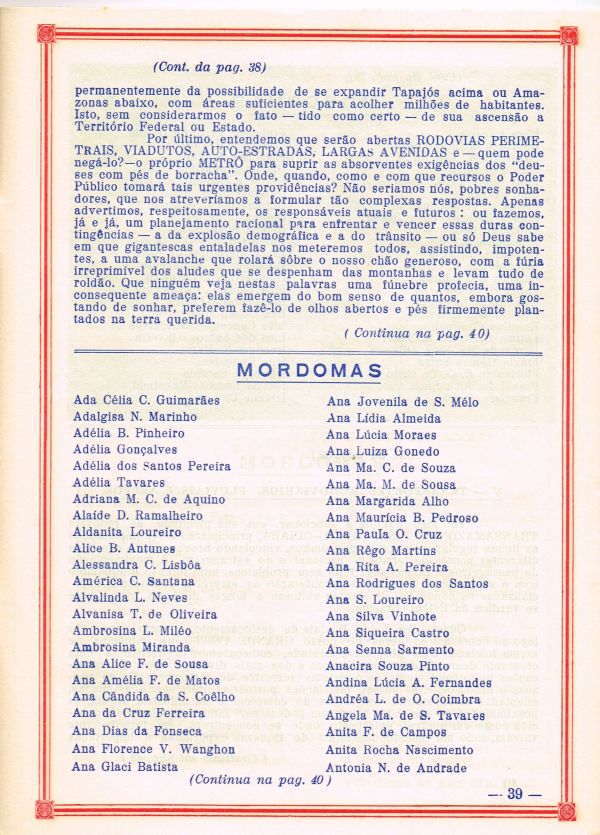 (Cont. da pag. 38)
permanentemente da possibilidade de se expandir Tapajós acima ou Ama-
zonas abaixo, com áreas suficientes para acolher milhões de habitantes.
Isto, sem considerarmos o fato — tido como certo — de sua ascensão a
Território Federal ou Estado.
Por último, entendemos que serão abertas RODOVIAS PERIME-
TRAIS, VIADUTOS, AUTO-ESTRADAS, LARGAS AVENIDAS e — quem pode
negá-lo?—o próprio METRÔ para suprir as absorventes exigências dos "deu-
ses com pés de borracha". Onde, quando, como e com que recursos o Poder
Público tomará tais urgentes providências? Não seriamos nós, pobres sonha-
dores, que nos atreveríamos a formular tão complexas respostas. Apenas
advertimos, respeitosamente, os responsáveis atuais e futuros : ou fazemos,
já e já, um planejamento racional para enfrentar e vencer essas duras con-
tingências — a da explosão demográfica e a do trânsito — ou só Deus sabe
em que gigantescas entaladelas nos meteremos todos, assistindo, impoten-
tes, a uma avalanche que rolará sôbre o nosso chão generoso, com a fúria
irreprimível dos aludes que se despenham das montanhas e levam tudo de
roldão. Que ninguém veja nestas palavras uma fúnebre profecia, uma in-
consequente ameaça: elas emergem do bom senso de quantos, embora gos-
tando de sonhar, preferem fazê-lo de olhos abertos e pés firmemente plan-
tados na terra querida.
( Continua na pag. 40)
MORDOMAS
Ada Célia C. Guimarães
Adalgisa N. Marinho
Adélia B. Pinheiro
Adélia Gonçalves
Adélia dos Santos Pereira
Adélia Tavares
Adriana M. C. de Aquino
Alaíde D. Ramalheiro
Aldanita Loureiro
Alice B. Antunes
Alessandra C. Lisbôa
América C. Santana
Alvalinda L. Neves
Alvanisa T. de Oliveira
Ambrosina L. Miléo
Ambrosina Miranda
Ana Alice F. de Sousa
Ana Amélia F. de Matos
Ana Cândida da S. Coêlho
Ana da Cruz Ferreira
Ana Dias da Fonseca
Ana Florence V. Wanghon
Ana Glaci Batista
Ana Jovenila de S. Mélo
Ana Lídia Almeida
Ana Lúcia Moraes
Ana Luiza Gonedo
Ana Ma. C. de Souza
Ana Ma. M. de Sousa
Ana Margarida Alho
Ana Maurícia B. Pedroso
Ana Paula O. Cruz
Ana Rêgo Martins
Ana Rita A. Pereira
Ana Rodrigues dos Santos
Ana S. Loureiro
Ana Silva Vinhote
Ana Siqueira Castro
Ana Senna Sarmento
Anacira Souza Pinto
Andina Lúcia A. Fernandes
Andréa L. de O. Coimbra
Angela Ma. de S. Tavares
Anita F. de Campos
Anita Rocha Nascimento
Antonia N. de Andrade
(Continua na pag. 40 )
— 39 —